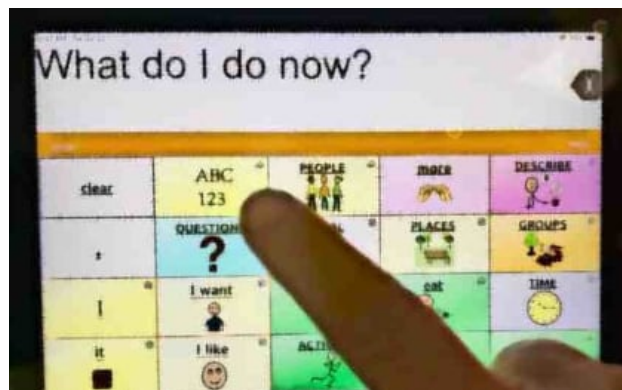 What do I do now?
clear
ABC
123
PEOPLE
more
DESCRIBE
,
QUESTION
?
PLACES
GROUPS
I
I want
eat
TIME
it
I like